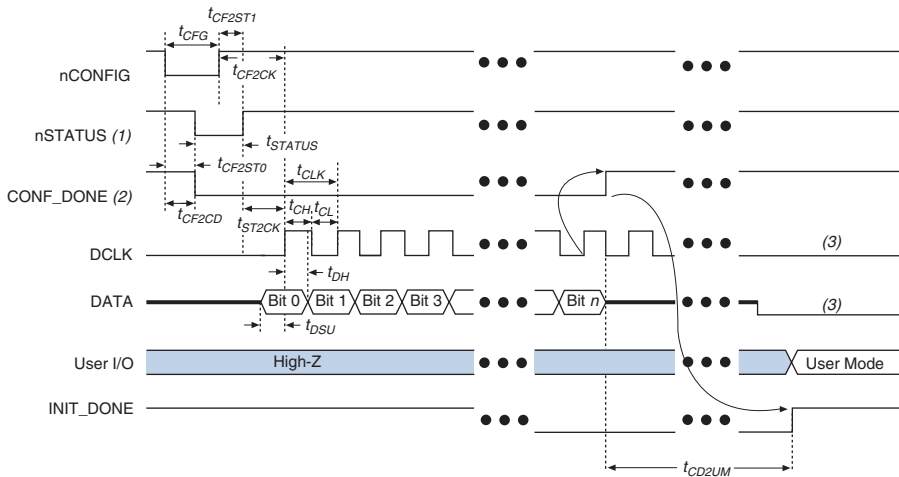 tCF2ST1
tCFG
nCONFIG
tCF2CK
nSTATUS (1)
tSTATUS
tCF2ST0
tCLK
CONF_DONE (2)
tCF2CD
tST2CK
tCH
tCL
DCLK
(3)
tDH
DATA
Bit 0
Bit 1
Bit 2
Bit 3
Bit n
(3)
tDSU
User I/O
High-Z
User Mode
INIT_DONE
tCD2UM